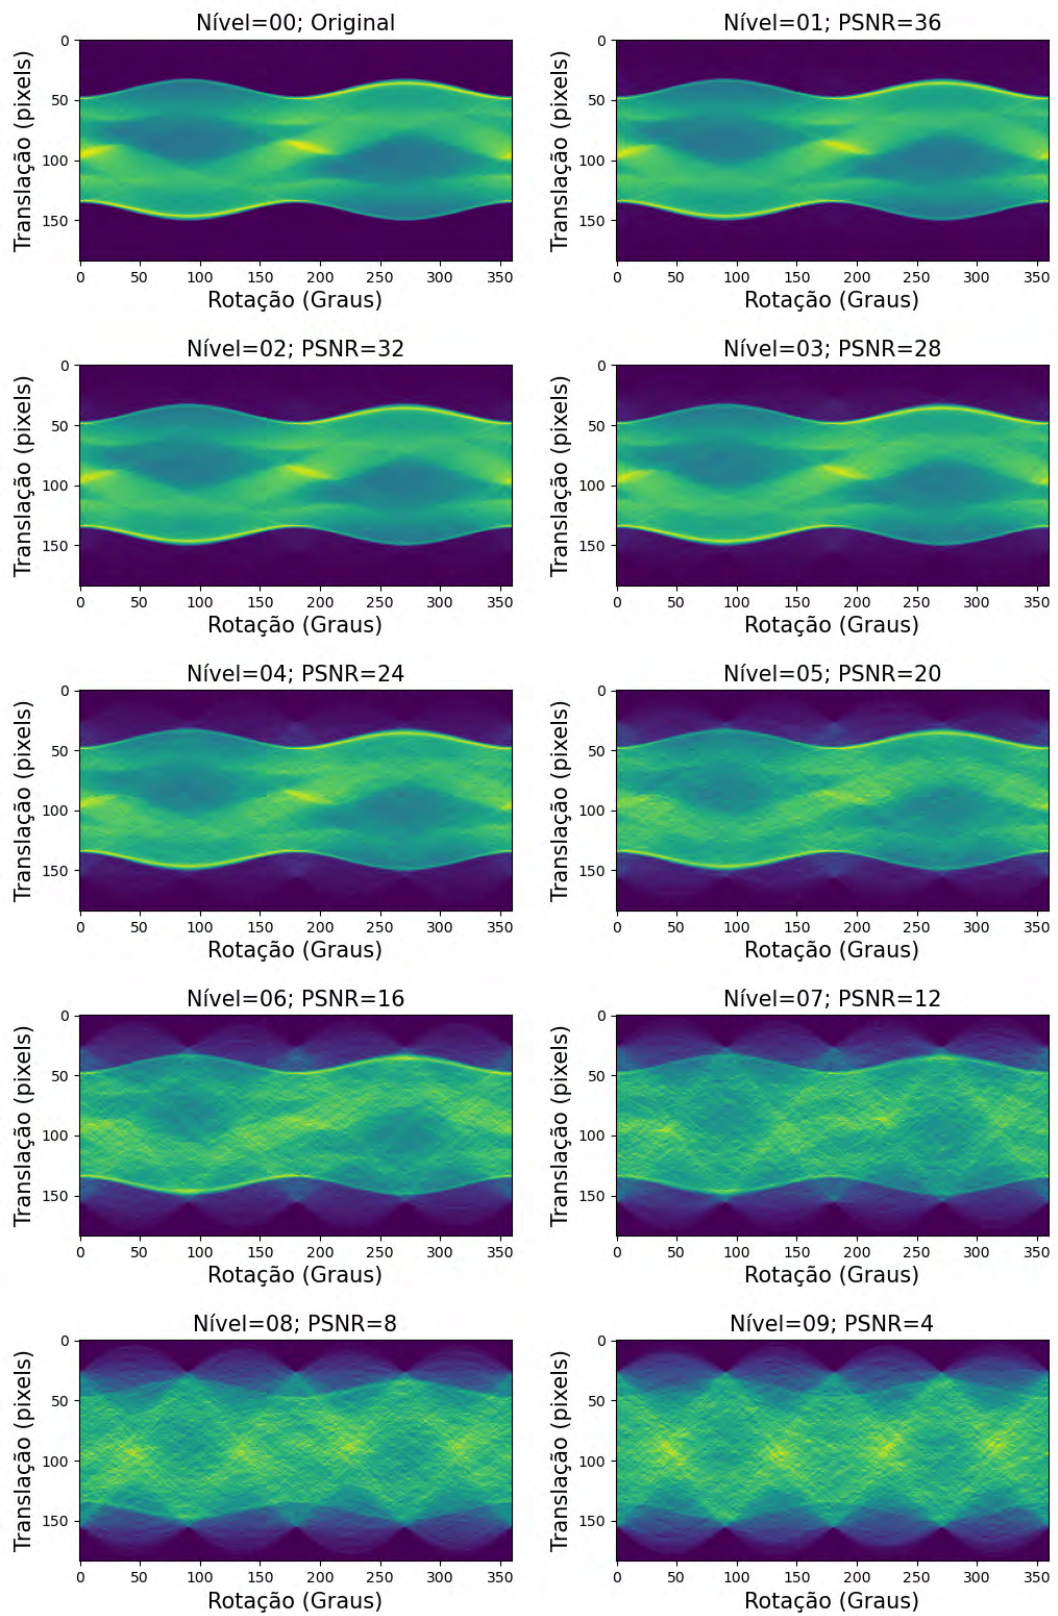 Nível=00; Original
0
50
100
150
Translação (pixels)
0 50 100 150 200 250 300 350
Rotação (Graus)
Nível=01; PSNR=36
0
50
100
150
Translação (pixels)
0 50 100 150 200 250 300 350
Rotação (Graus)
Nível=02; PSNR=32
0
50
100
150
Translação (pixels)
0 50 100 150 200 250 300 350
Rotação (Graus)
Nível=03; PSNR=28
0
50
100
150
Translação (pixels)
0 50 100 150 200 250 300 350
Rotação (Graus)
Nível=04; PSNR=24
0
50
100
150
Translação (pixels)
0 50 100 150 200 250 300 350
Rotação (Graus)
Nível=05; PSNR=20
0
50
100
150
Translação (pixels)
0 50 100 150 200 250 300 350
Rotação (Graus)
Nível=06; PSNR=16
0
50
100
150
Translação (pixels)
0 50 100 150 200 250 300 350
Rotação (Graus)
Nível=07; PSNR=12
0
50
100
150
Translação (pixels)
0 50 100 150 200 250 300 350
Rotação (Graus)
Nível=08; PSNR=8
0
50
100
150
Translação (pixels)
0 50 100 150 200 250 300 350
Rotação (Graus)
Nível=09; PSNR=4
0
50
100
150
Translação (pixels)
0 50 100 150 200 250 300 350
Rotação (Graus)